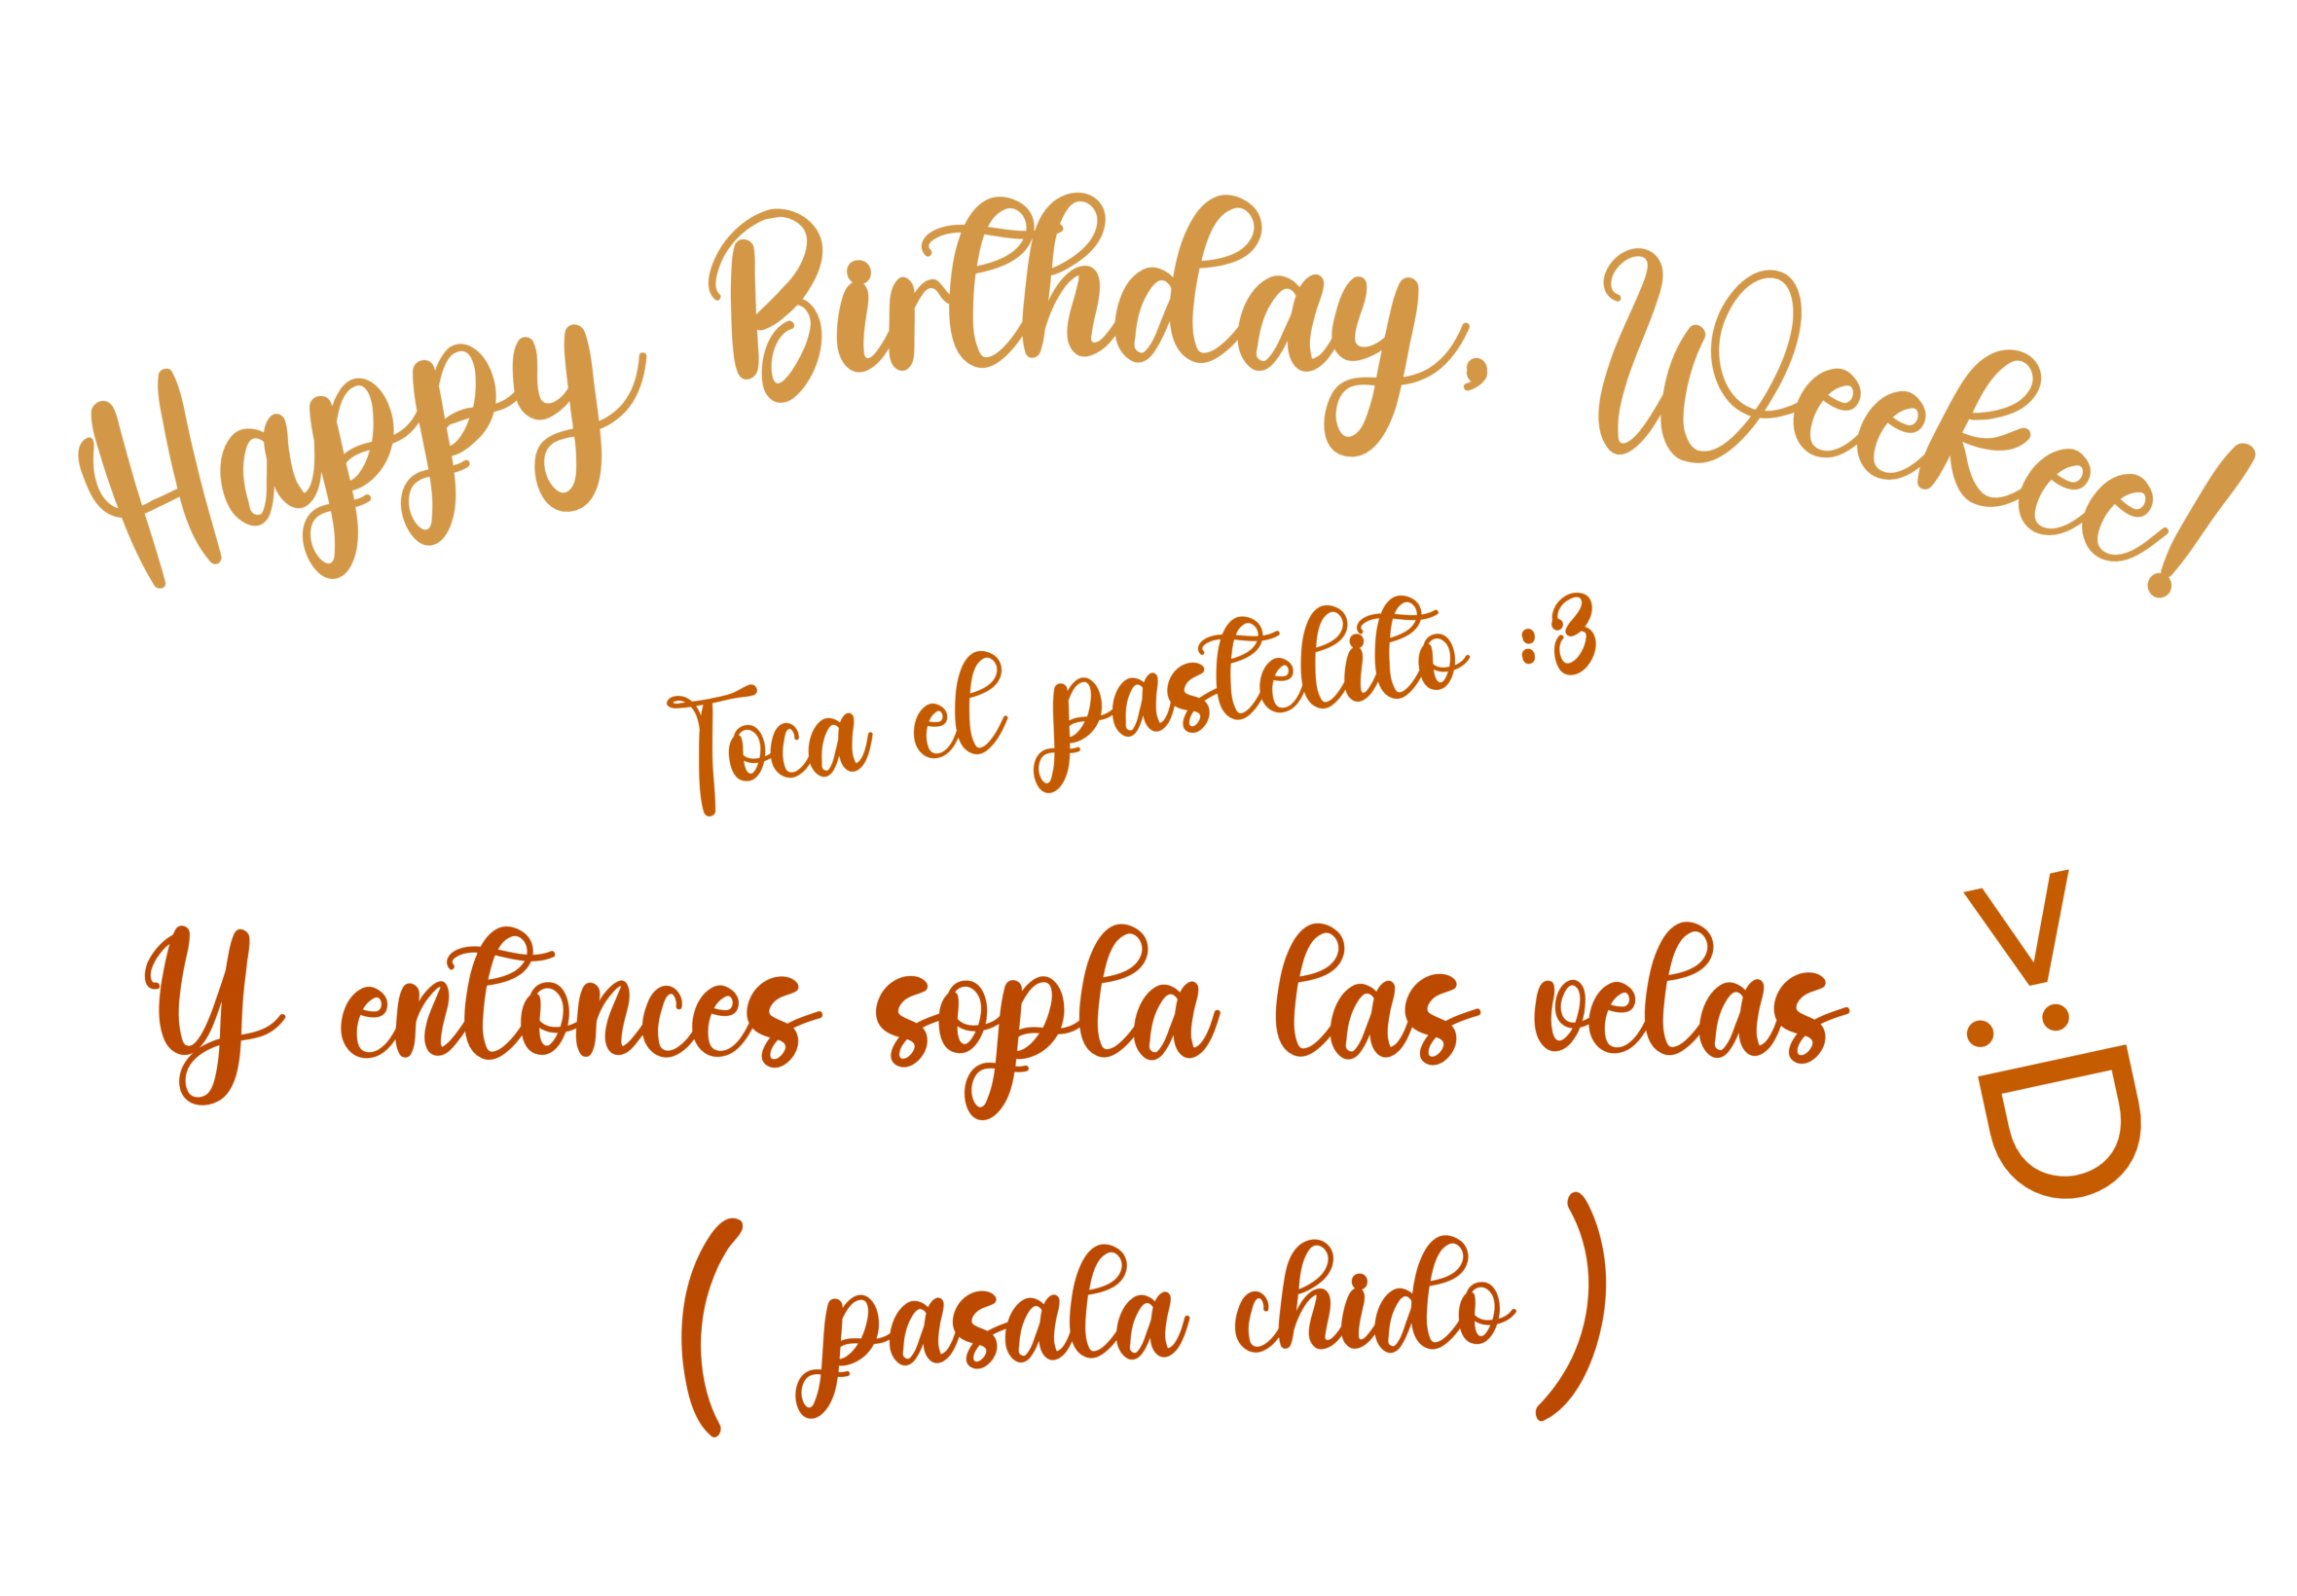 Happy Birthday, Weekee!
Toca el pastelito :3
Y entonces sopla las velas >:D
( pasala chido )